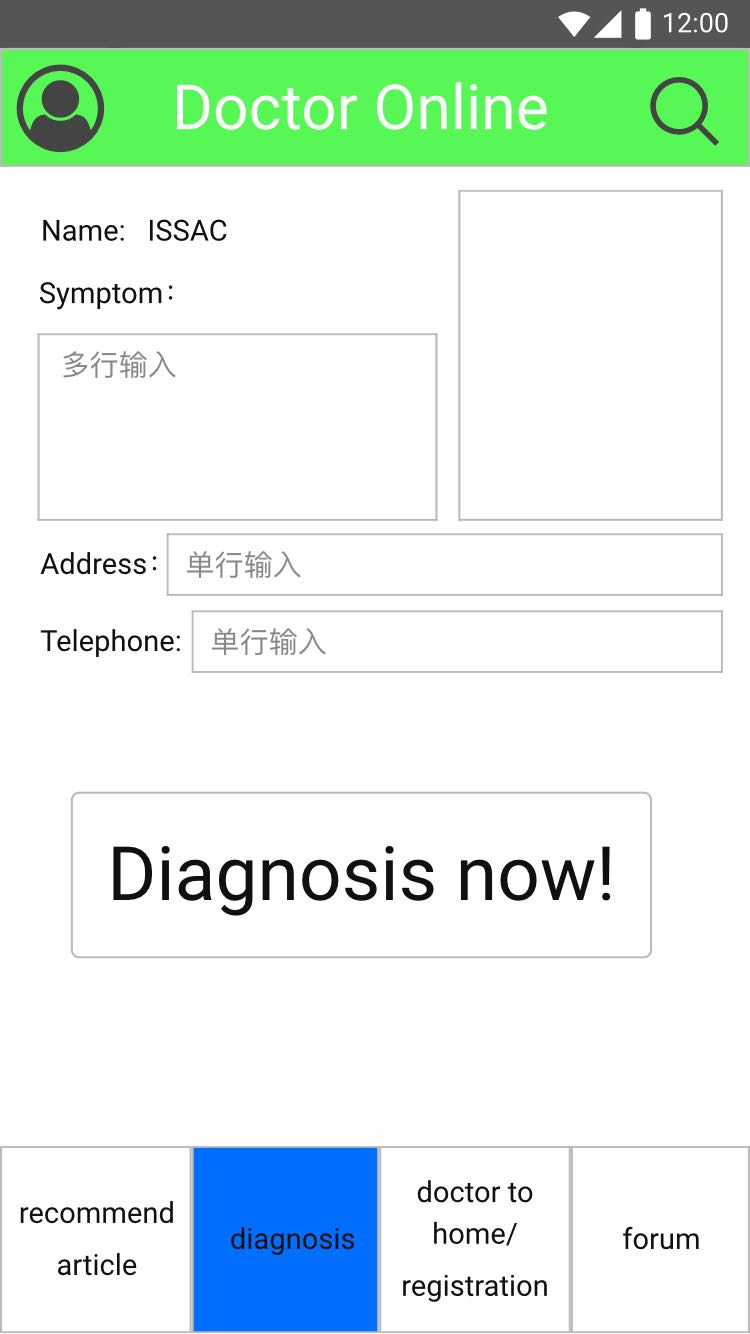 12:00
Doctor Online
Name: ISSAC
Symptom：
多行输入
Address：单行输入
Telephone: 单行输入
Diagnosis now!
recommend
article
diagnosis
doctor to
home/
registration
forum